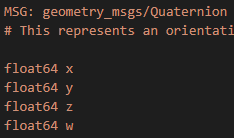 MSG: geometry_msgs/Quaternion
# This represents an orientati
float64 x
float64 y
float64 z
float64 w